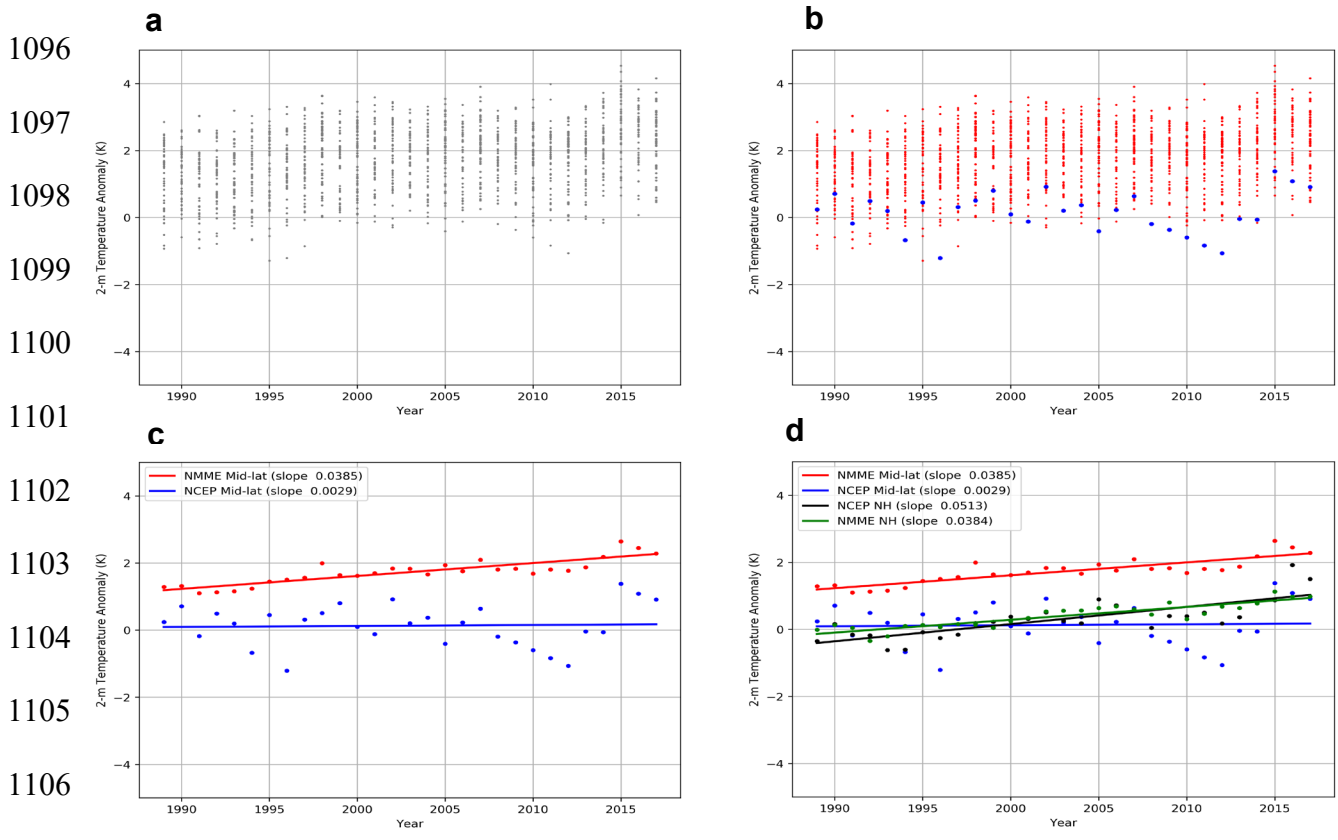 1096
1097
1098
1099
1100
1101
1102
1103
1104
1105
1106
a
4
2
0
−2
−4
2-m Temperature Anomaly (K)
1990 1995 2000 2005 2010 2015
Year
b
4
2
0
−2
−4
2-m Temperature Anomaly (K)
1990 1995 2000 2005 2010 2015
Year
c
NMME Mid-lat (slope 0.0385)
NCEP Mid-lat (slope 0.0029)
4
2
0
−2
−4
2-m Temperature Anomaly (K)
1990 1995 2000 2005 2010 2015
Year
d
NMME Mid-lat (slope 0.0385)
NCEP Mid-lat (slope 0.0029)
NCEP NH (slope 0.0513)
NMME NH (slope 0.0384)
4
2
0
−2
−4
2-m Temperature Anomaly (K)
1990 1995 2000 2005 2010 2015
Year